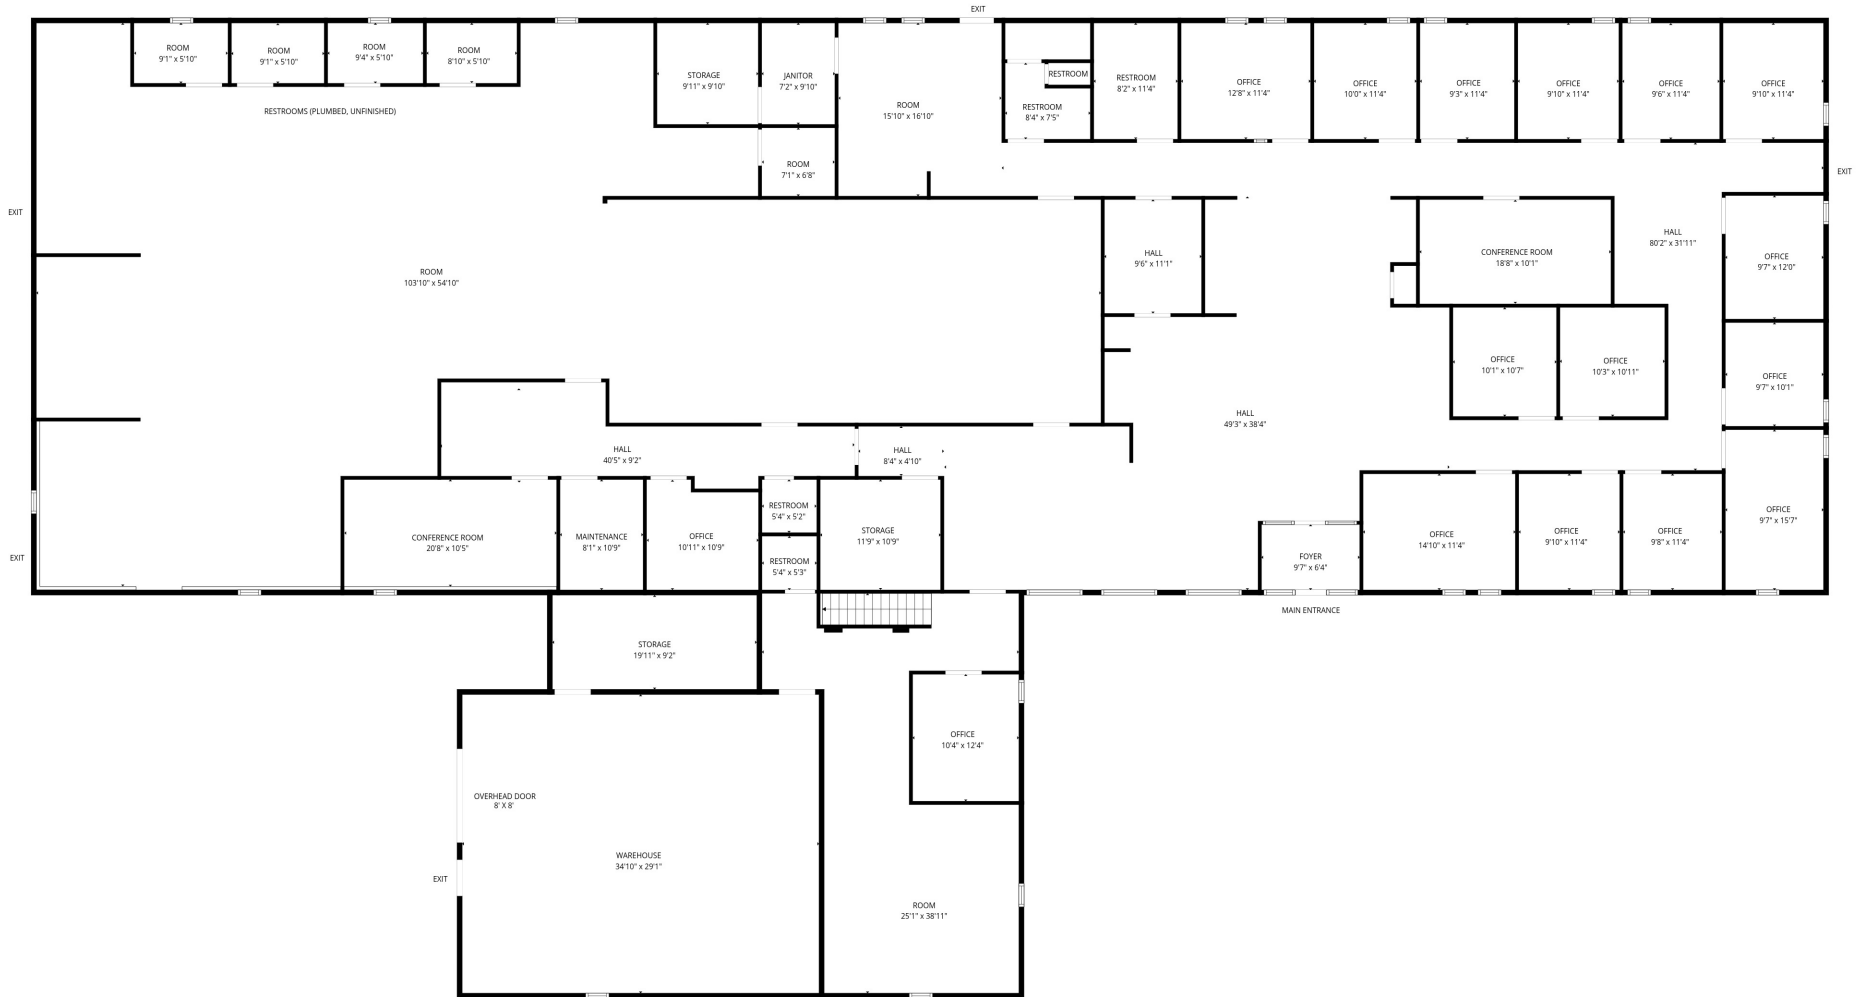 EXIT
ROOM
9'1" x 5'10"
ROOM
9'1" x 5'10"
ROOM
9'4" x 5'10"
ROOM
8'10" x 5'10"
RESTROOMS (PLUMBED, UNFINISHED)
STORAGE
9'11" x 9'10"
JANITOR
7'2" x 9'10"
ROOM
15'10" x 16'10"
RESTROOM
RESTROOM
8'4" x 7'5"
RESTROOM
8'2" x 11'4"
OFFICE
12'8" x 11'4"
OFFICE
10'0" x 11'4"
OFFICE
9'3" x 11'4"
OFFICE
9'10" x 11'4"
OFFICE
9'6" x 11'4"
OFFICE
9'10" x 11'4"
ROOM
7'1" x 6'8"
EXIT
EXIT
ROOM
103'10" x 54'10"
HALL
9'6" x 11'1"
CONFERENCE ROOM
18'8" x 10'1"
HALL
80'2" x 31'11"
OFFICE
9'7" x 12'0"
OFFICE
10'1" x 10'7"
OFFICE
10'3" x 10'11"
OFFICE
9'7" x 10'1"
HALL
49'3" x 38'4"
HALL
40'5" x 9'2"
HALL
8'4" x 4'10"
EXIT
CONFERENCE ROOM
20'8" x 10'5"
MAINTENANCE
8'1" x 10'9"
OFFICE
10'11" x 10'9"
RESTROOM
5'4" x 5'2"
RESTROOM
5'4" x 5'3"
STORAGE
11'9" x 10'9"
FOYER
9'7" x 6'4"
OFFICE
14'10" x 11'4"
OFFICE
9'10" x 11'4"
OFFICE
9'8" x 11'4"
OFFICE
9'7" x 15'7"
MAIN ENTRANCE
STORAGE
19'11" x 9'2"
OFFICE
10'4" x 12'4"
OVERHEAD DOOR
8' X 8'
WAREHOUSE
34'10" x 29'1"
EXIT
ROOM
25'1" x 38'11"